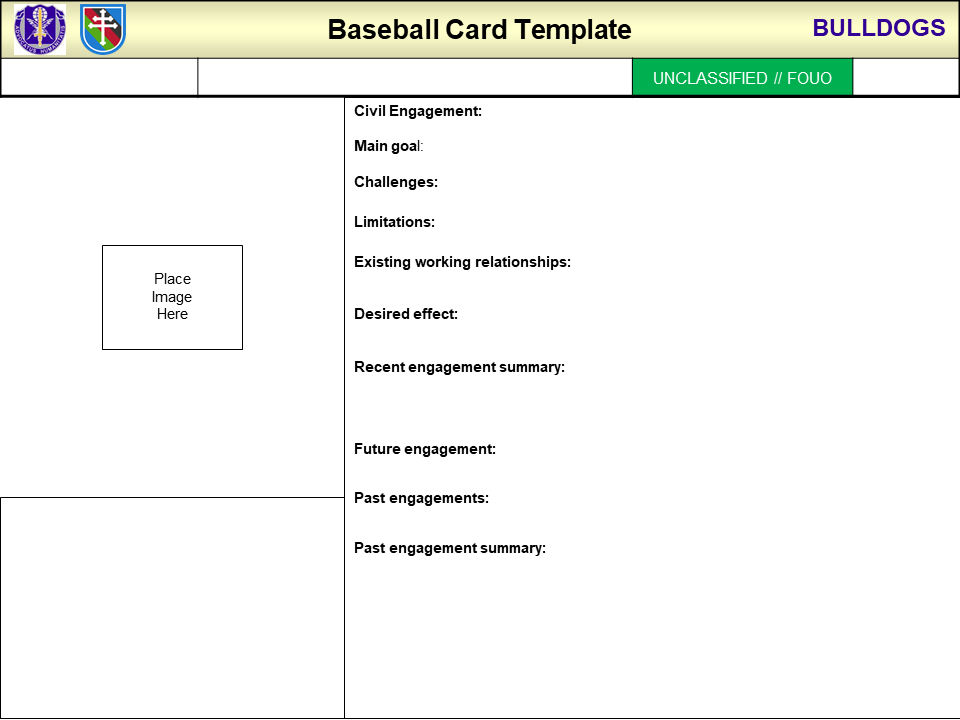 Baseball Card Template
BULLDOGS
UNCLASSIFIED // FOUO
Civil Engagement:
Main goal:
Challenges:
Limitations:
Existing working relationships:
Place
Image
Here
Desired effect:
Recent engagement summary:
Future engagement:
Past engagements:
Past engagement summary: